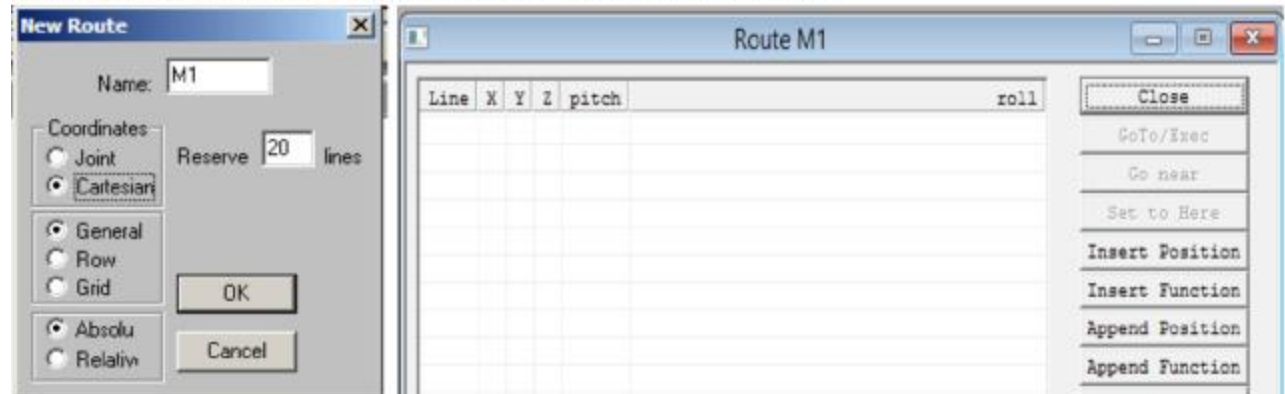 New Route
Name: M1
Coordinates
Joint
Cartesian
Reserve 20 lines
General
Row
Grid
OK
Absolu
Relativ
Cancel
Route M1
Line X Y Z pitch roll
Close
GoTo/Exec
Go near
Set to Here
Insert Position
Insert Function
Append Position
Append Function